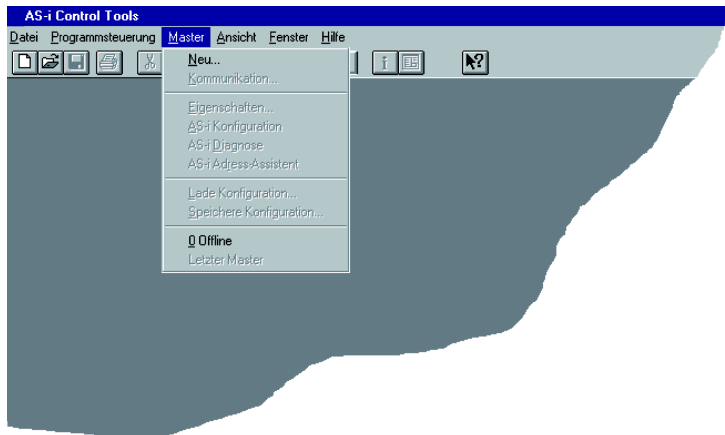 AS-i Control Tools
Datei Programmsteuerung Master Ansicht Fenster Hilfe
Neu...
Kommunikation...
Eigenschaften...
AS-i Konfiguration
AS-i Diagnose
AS-i Adress-Assistent
Lade Konfiguration...
Speichere Konfiguration...
0 Offline
Letzter Master